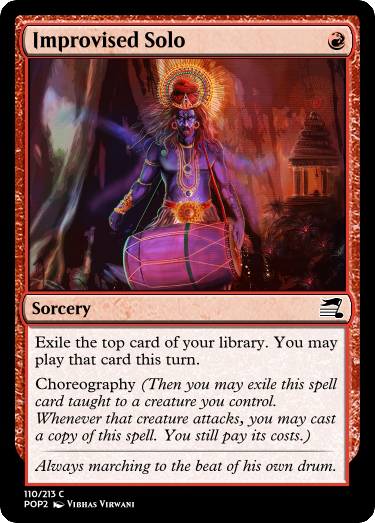 Improvised Solo
Sorcery
Exile the top card of your library. You may
play that card this turn.
Choreography (Then you may exile this spell
card taught to a creature you control.
Whenever that creature attacks, you may cast
a copy of this spell. You still pay its costs.)
Always marching to the beat of his own drum.
110/213 C
POP2 Vibhas Virwani